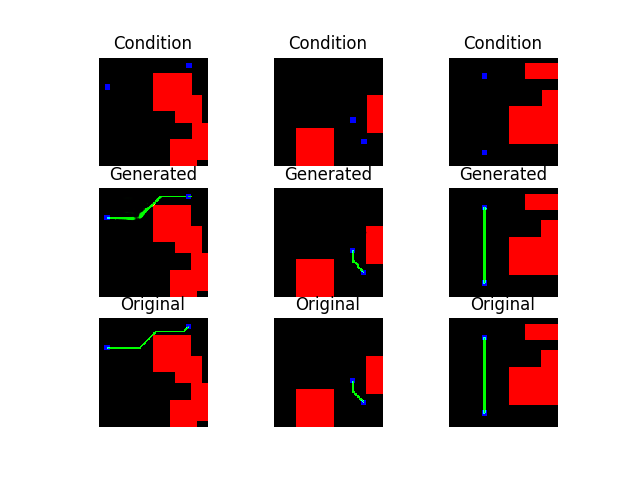 Condition Condition Condition
Generated Generated Generated
Original Original Original